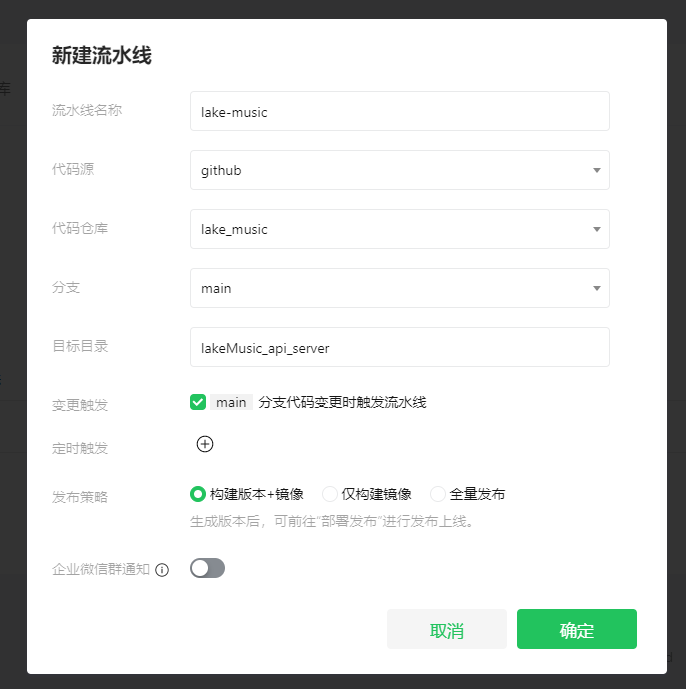 新建流水线
流水线名称 lake-music
代码源 github
代码仓库 lake_music
分支 main
目标目录 lakeMusic_api_server
变更触发 main 分支代码变更时触发流水线
定时触发
发布策略 构建版本+镜像 仅构建镜像 全量发布
生成版本后，可前往“部署发布”进行发布上线。
企业微信群通知
取消 确定
库